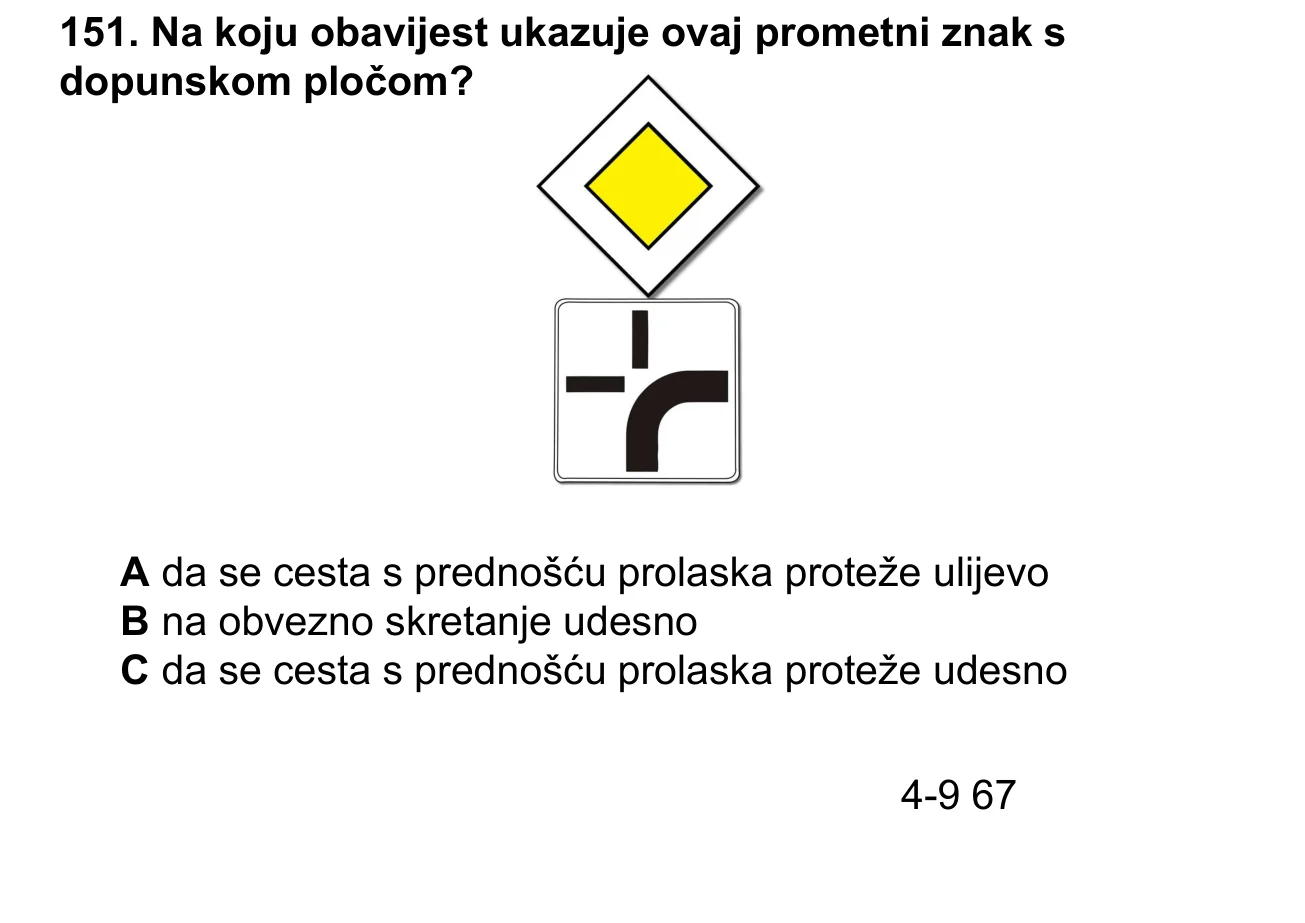 151. Na koju obavijest ukazuje ovaj prometni znak s
dopunskom pločom?
A da se cesta s prednošću prolaska proteže ulijevo
B na obvezno skretanje udesno
C da se cesta s prednošću prolaska proteže udesno
4-9 67